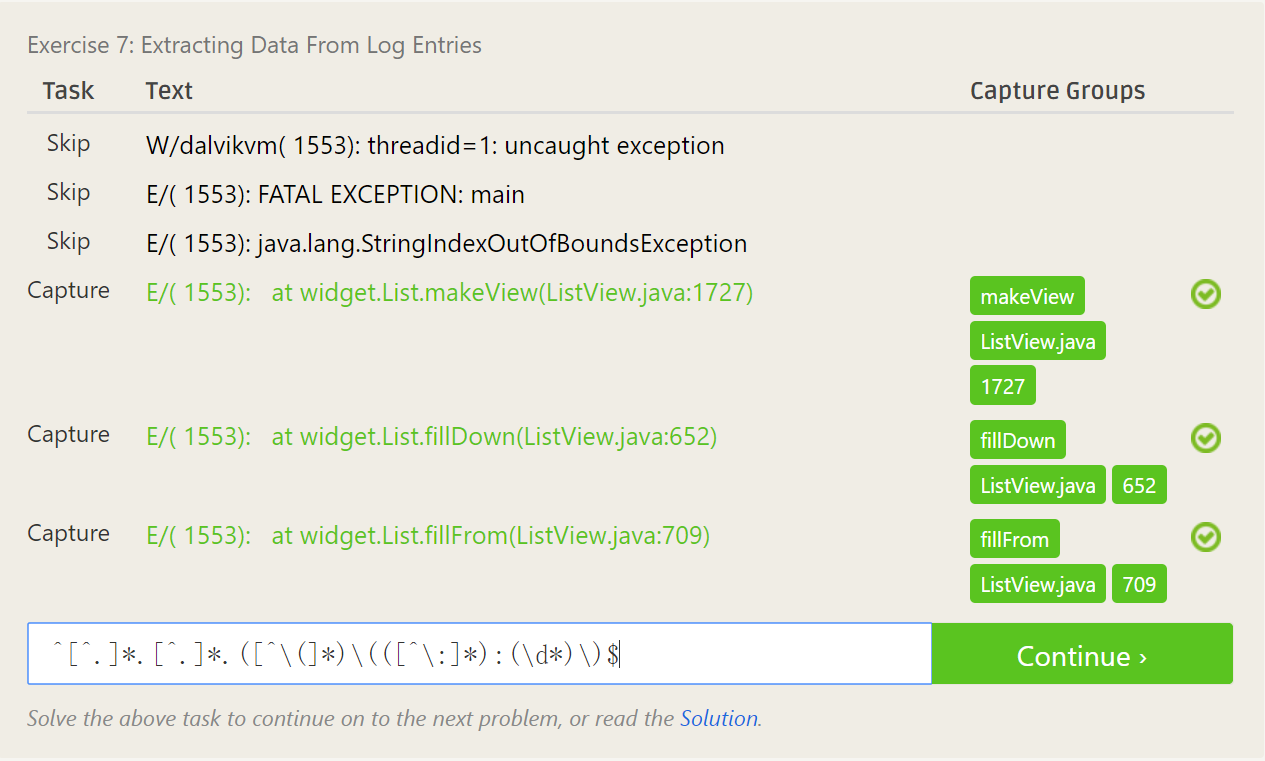 Exercise 7: Extracting Data From Log Entries
Task Text Capture Groups
Skip W/dalvikvm( 1553): threadid=1: uncaught exception
Skip E/( 1553): FATAL EXCEPTION: main
Skip E/( 1553): java.lang.StringIndexOutOfBoundsException
Capture E/( 1553):   at widget.List.makeView(ListView.java:1727) makeView
ListView.java
1727
Capture E/( 1553):   at widget.List.fillDown(ListView.java:652) fillDown
ListView.java 652
Capture E/( 1553):   at widget.List.fillFrom(ListView.java:709) fillFrom
ListView.java 709
^[^.]*.[^.]*.([^\(]*)\(([^\:]*):(\d*)\)$ Continue ›
Solve the above task to continue on to the next problem, or read the Solution.